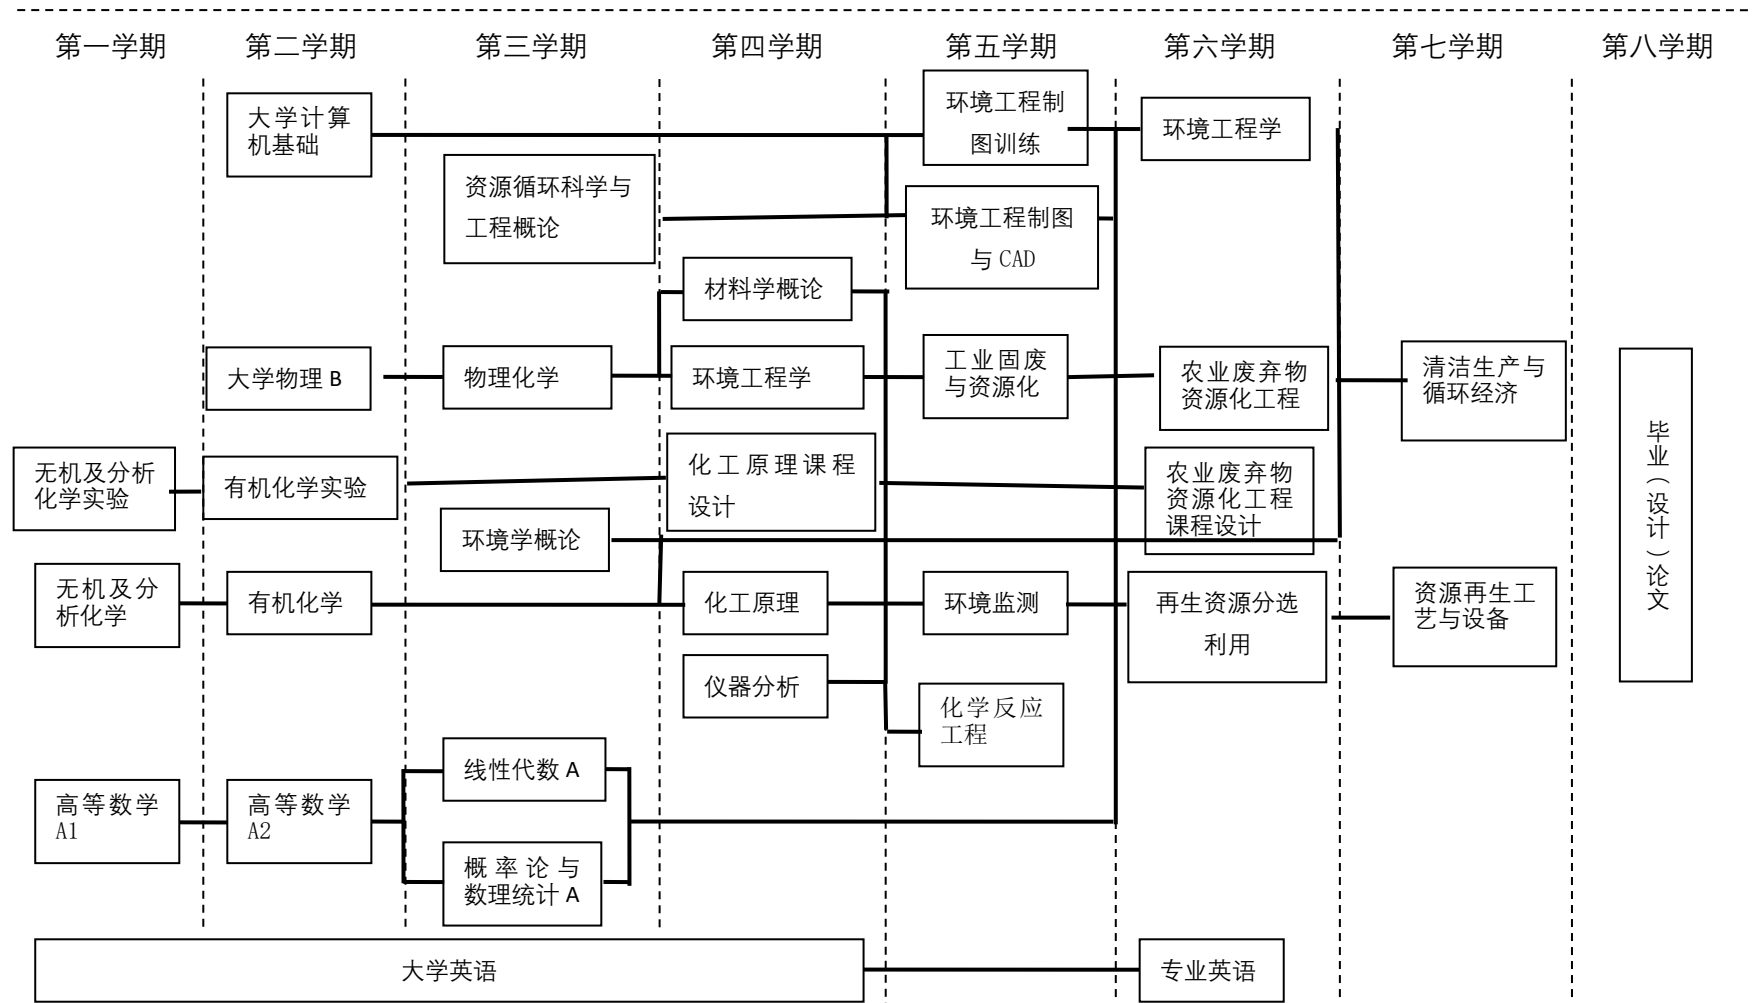 第一学期
第二学期
第三学期
第四学期
第五学期
第六学期
第七学期
第八学期
大学计算
机基础
环境工程制
图训练
环境工程学
资源循环科学与
工程概论
环境工程制图
与 CAD
材料学概论
大学物理 B
物理化学
环境工程学
工业固废
与资源化
农业废弃物
资源化工程
清洁生产与
循环经济
无机及分析
化学实验
有机化学实验
化工原理课程
设计
农业废弃物
资源化工程
课程设计
环境学概论
毕业（设计）论文
无机及分
析化学
有机化学
化工原理
环境监测
再生资源分选
利用
资源再生工
艺与设备
仪器分析
化学反应
工程
线性代数 A
高等数学
A1
高等数学
A2
概率论与
数理统计 A
大学英语
专业英语